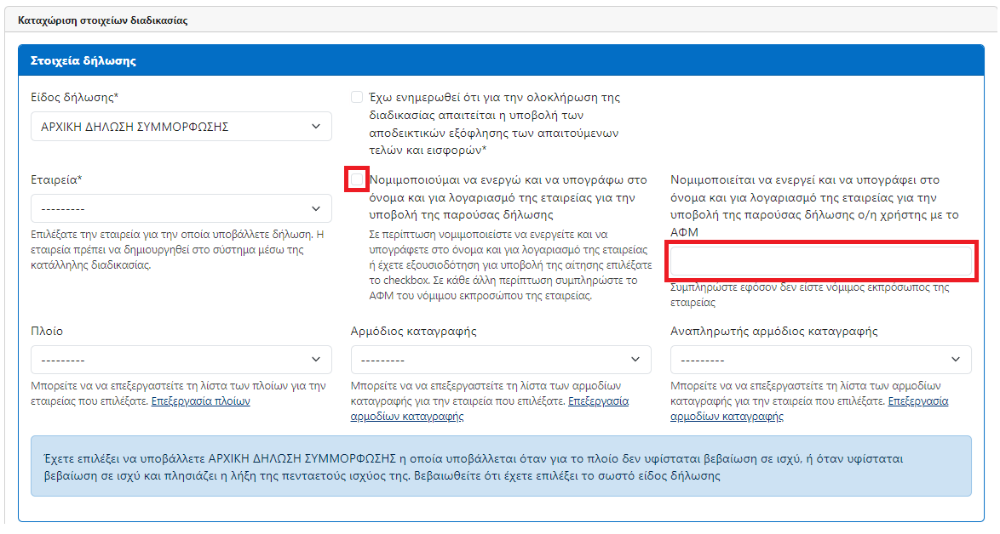 Καταχώριση στοιχείων διαδικασίας
Στοιχεία δήλωσης
Είδος δήλωσης*
ΑΡΧΙΚΗ ΔΗΛΩΣΗ ΣΥΜΜΟΡΦΩΣΗΣ
Έχω ενημερωθεί ότι για την ολοκλήρωση της
διαδικασίας απαιτείται η υποβολή των
αποδεικτικών εξόφλησης των απαιτούμενων
τελών και εισφορών*
Εταιρεία*
---------
Επιλέξατε την εταιρεία για την οποία υποβάλλετε δήλωση. Η
εταιρεία πρέπει να δημιουργηθεί στο σύστημα μέσω της
κατάλληλης διαδικασίας.
Νομιμοποιούμαι να ενεργώ και να υπογράφω στο
όνομα και για λογαριασμό της εταιρείας για την
υποβολή της παρούσας δήλωσης
Σε περίπτωση νομιμοποιείστε να ενεργείτε και να
υπογράφετε στο όνομα και για λογαριασμό της εταιρείας
ή έχετε εξουσιοδότηση για υποβολή της αίτησης επιλέξατε
το checkbox. Σε κάθε άλλη περίπτωση συμπληρώστε το
ΑΦΜ του νόμιμου εκπροσώπου της εταιρείας.
Νομιμοποιείται να ενεργεί και να υπογράφει στο
όνομα και για λογαριασμό της εταιρείας για την
υποβολή της παρούσας δήλωσης ο/η χρήστης με το
ΑΦΜ
Συμπληρώστε εφόσον δεν είστε νόμιμος εκπρόσωπος της
εταιρείας
Πλοίο
---------
Μπορείτε να να επεξεργαστείτε τη λίστα των πλοίων για την
εταιρείας που επιλέξατε. Επεξεργασία πλοίων
Αρμόδιος καταγραφής
---------
Μπορείτε να να επεξεργαστείτε τη λίστα των αρμοδίων
καταγραφής για την εταιρεία που επιλέξατε. Επεξεργασία
αρμοδίων καταγραφής
Αναπληρωτής αρμόδιος καταγραφής
---------
Μπορείτε να να επεξεργαστείτε τη λίστα των αρμοδίων
καταγραφής για την εταιρεία που επιλέξατε. Επεξεργασία
αρμοδίων καταγραφής
Έχετε επιλέξει να υποβάλλετε ΑΡΧΙΚΗ ΔΗΛΩΣΗ ΣΥΜΜΟΡΦΩΣΗΣ η οποία υποβάλλεται όταν για το πλοίο δεν υφίσταται βεβαίωση σε ισχύ, ή όταν υφίσταται
βεβαίωση σε ισχύ και πλησιάζει η λήξη της πενταετούς ισχύος της. Βεβαιωθείτε ότι έχετε επιλέξει το σωστό είδος δήλωσης